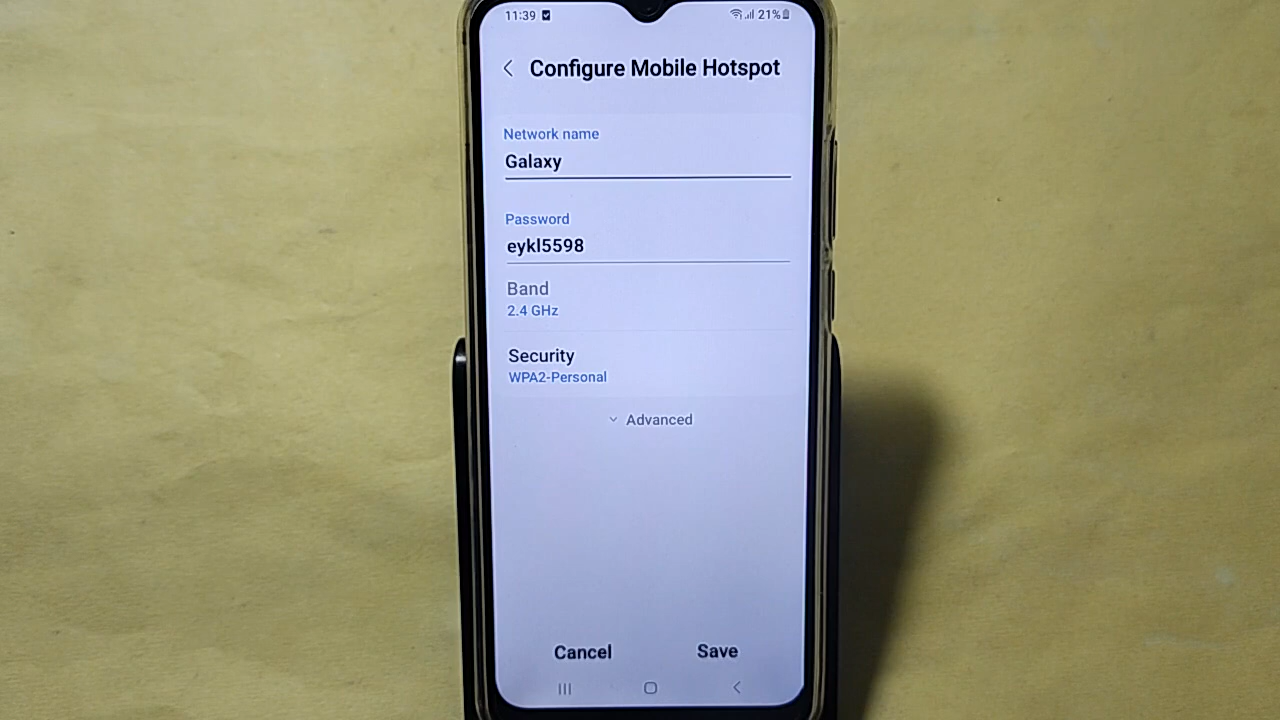 11:39 21%
Configure Mobile Hotspot
Network name
Galaxy
Password
eykl5598
Band
2.4 GHz
Security
WPA2-Personal
Advanced
Cancel Save